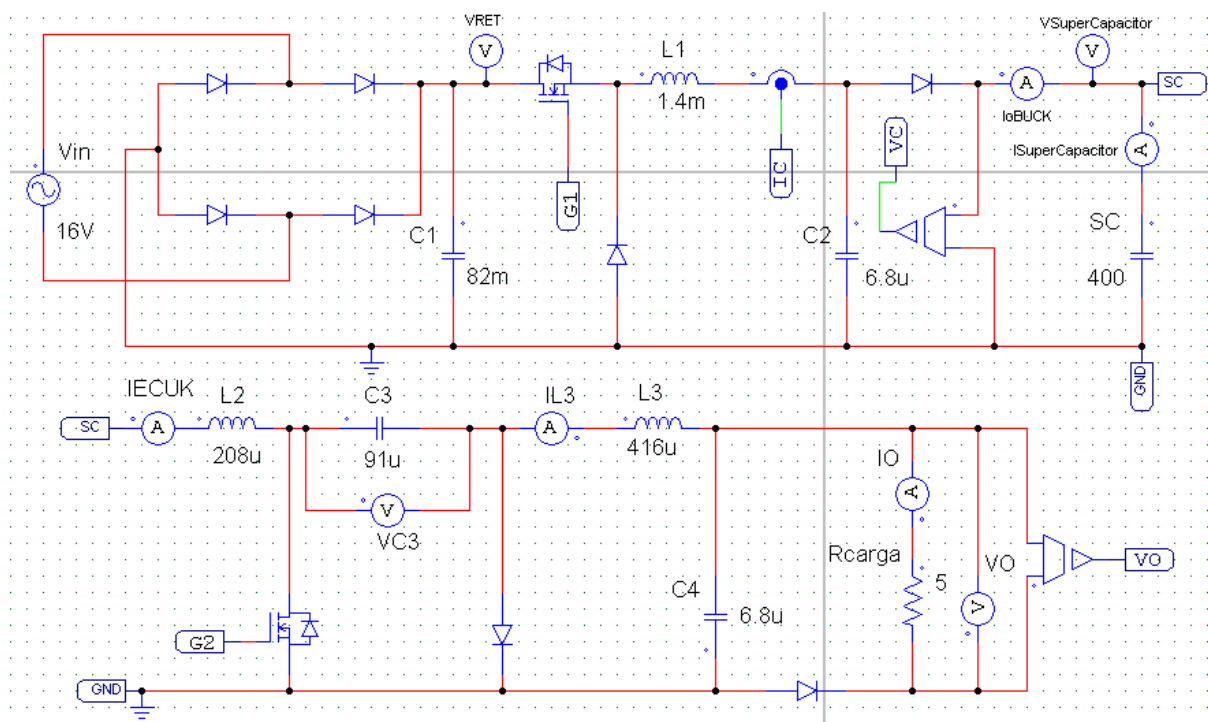 VRET
L1
1.4m
VSuperCapacitor
V
V
A
SC
IoBUCK
ISuperCapacitor
A
VC
IC
G1
Vin
16V
C1
82m
C2
6.8u
SC
400
GND
IECUK
L2
C3
IL3
L3
SC
A
208u
91u
A
416u
V
VC3
IO
A
Rcarga
5
VO
V
VO
C4
6.8u
G2
GND